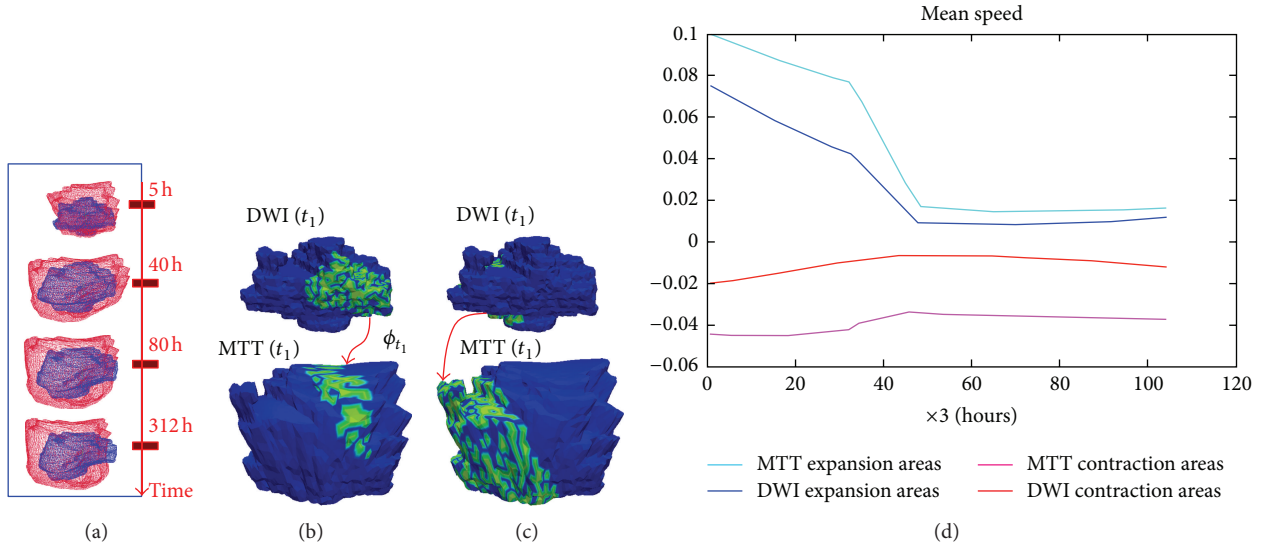 5 h
40 h
80 h
312 h
Time
(a)
DWI (t₁)
ϕt₁
MTT (t₁)
(b)
DWI (t₁)
MTT (t₁)
(c)
Mean speed
0.1
0.08
0.06
0.04
0.02
0
−0.02
−0.04
−0.06
0 20 40 60 80 100 120
×3 (hours)
MTT expansion areas
DWI expansion areas
MTT contraction areas
DWI contraction areas
(d)